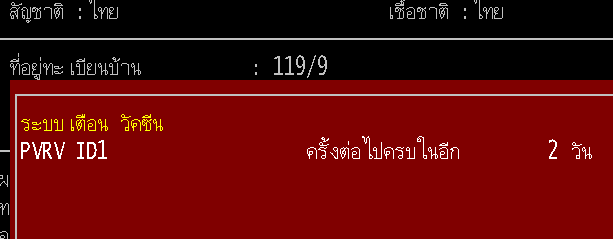 สัญชาติ : ไทย เชื้อชาติ : ไทย
ที่อยู่ทะเบียนบ้าน : 119/9
ระบบเตือน วัคซีน
PVRV ID1 ครั้งต่อไปครบในอีก 2 วัน